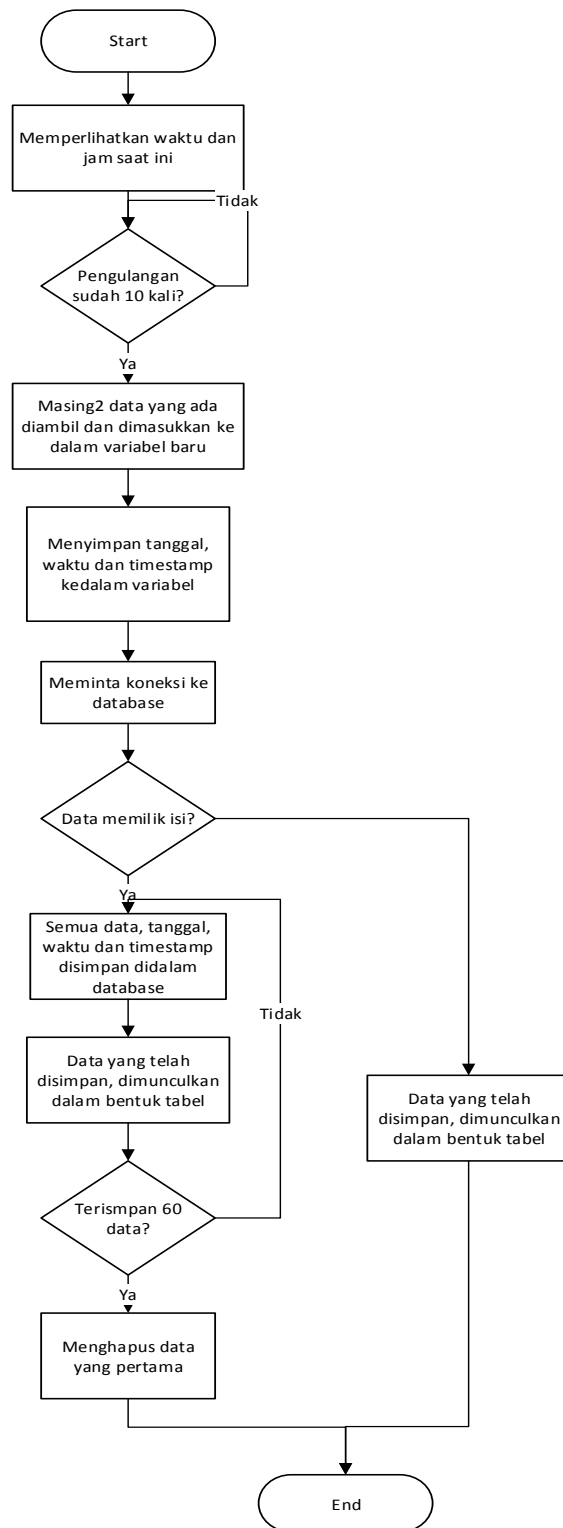 Start
Memperlihatkan waktu dan
jam saat ini
Tidak
Pengulangan
sudah 10 kali?
Ya
Masing2 data yang ada
diambil dan dimasukkan ke
dalam variabel baru
Menyimpan tanggal,
waktu dan timestamp
kedalam variabel
Meminta koneksi ke
database
Data memilik isi?
Ya
Semua data, tanggal,
waktu dan timestamp
disimpan didalam
database
Tidak
Data yang telah
disimpan, dimunculkan
dalam bentuk tabel
Data yang telah
disimpan, dimunculkan
dalam bentuk tabel
Terismpan 60
data?
Ya
Menghapus data
yang pertama
End